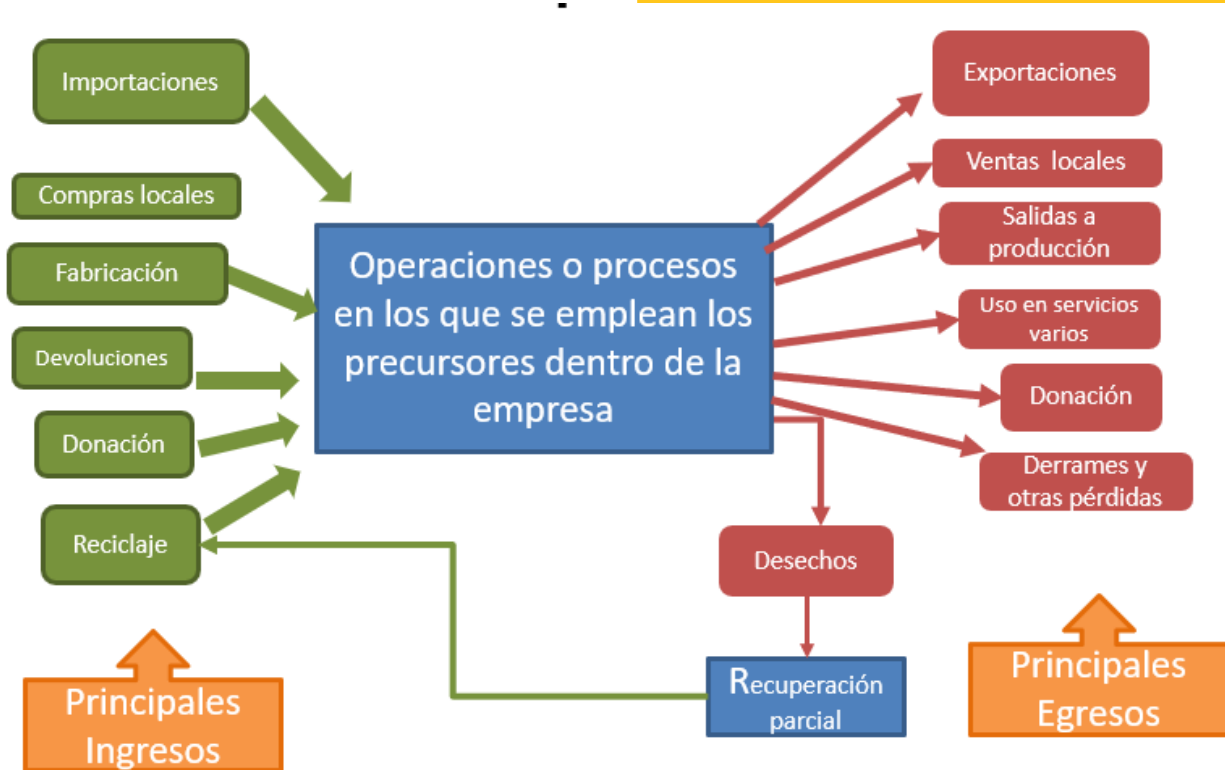 Importaciones
Compras locales
Fabricación
Devoluciones
Donación
Reciclaje
Principales
Ingresos
Operaciones o procesos
en los que se emplean los
precursores dentro de la
empresa
Exportaciones
Ventas locales
Salidas a
producción
Uso en servicios
varios
Donación
Derrames y
otras pérdidas
Desechos
Recuperación
parcial
Principales
Egresos